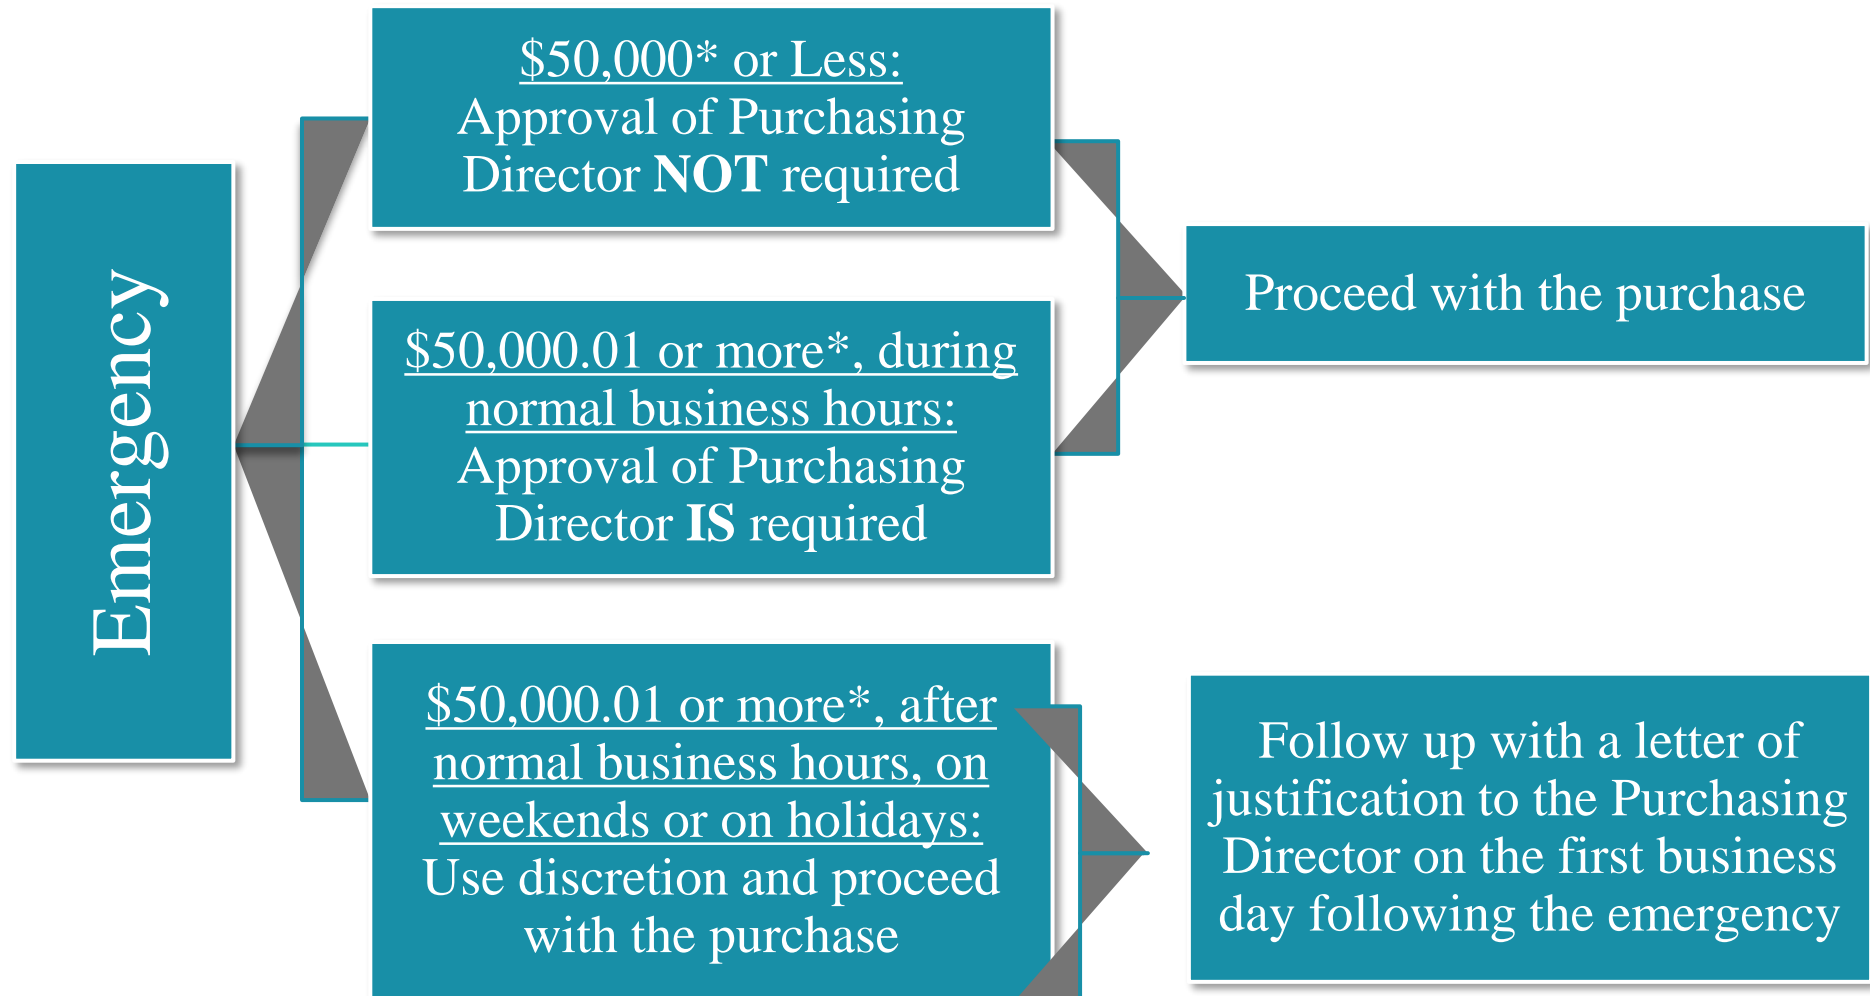 Emergency
$50,000* or Less:
Approval of Purchasing
Director NOT required
$50,000.01 or more*, during
normal business hours:
Approval of Purchasing
Director IS required
$50,000.01 or more*, after
normal business hours, on
weekends or on holidays:
Use discretion and proceed
with the purchase
Proceed with the purchase
Follow up with a letter of
justification to the Purchasing
Director on the first business
day following the emergency